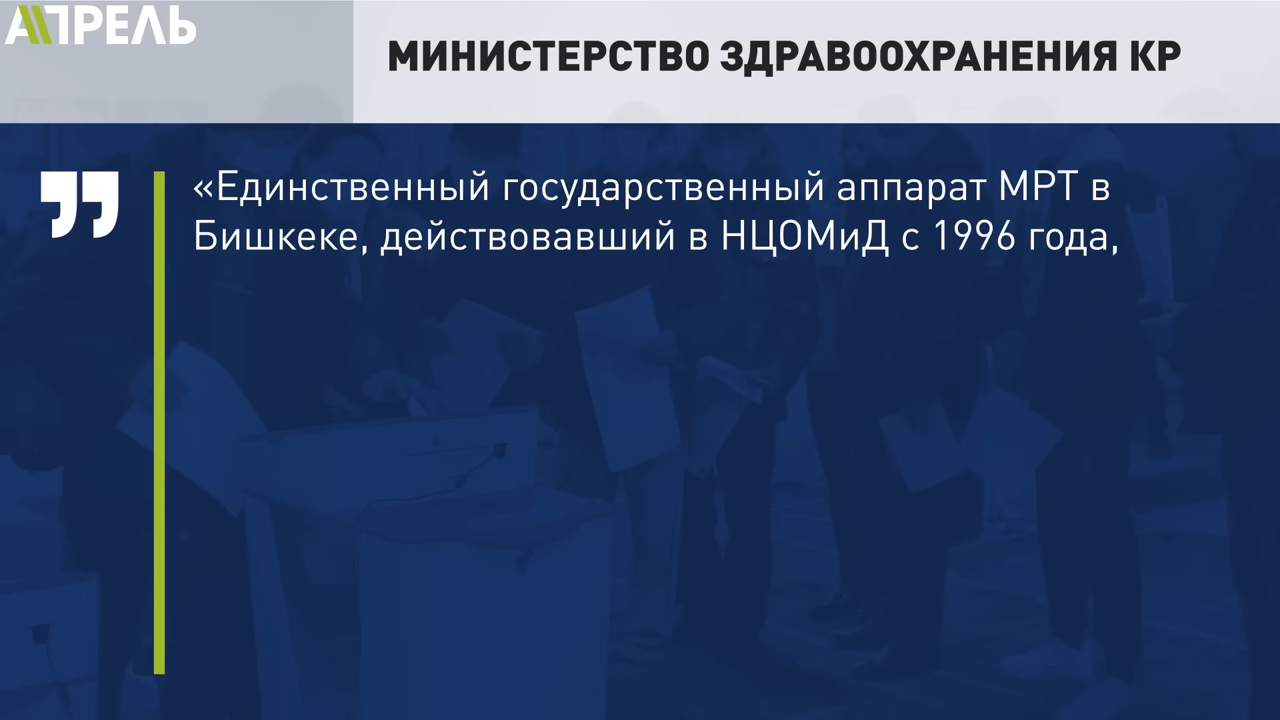 АПРЕЛЬ
МИНИСТЕРСТВО ЗДРАВООХРАНЕНИЯ КР
«Единственный государственный аппарат МРТ в
Бишкеке, действовавший в НЦОМиД с 1996 года,